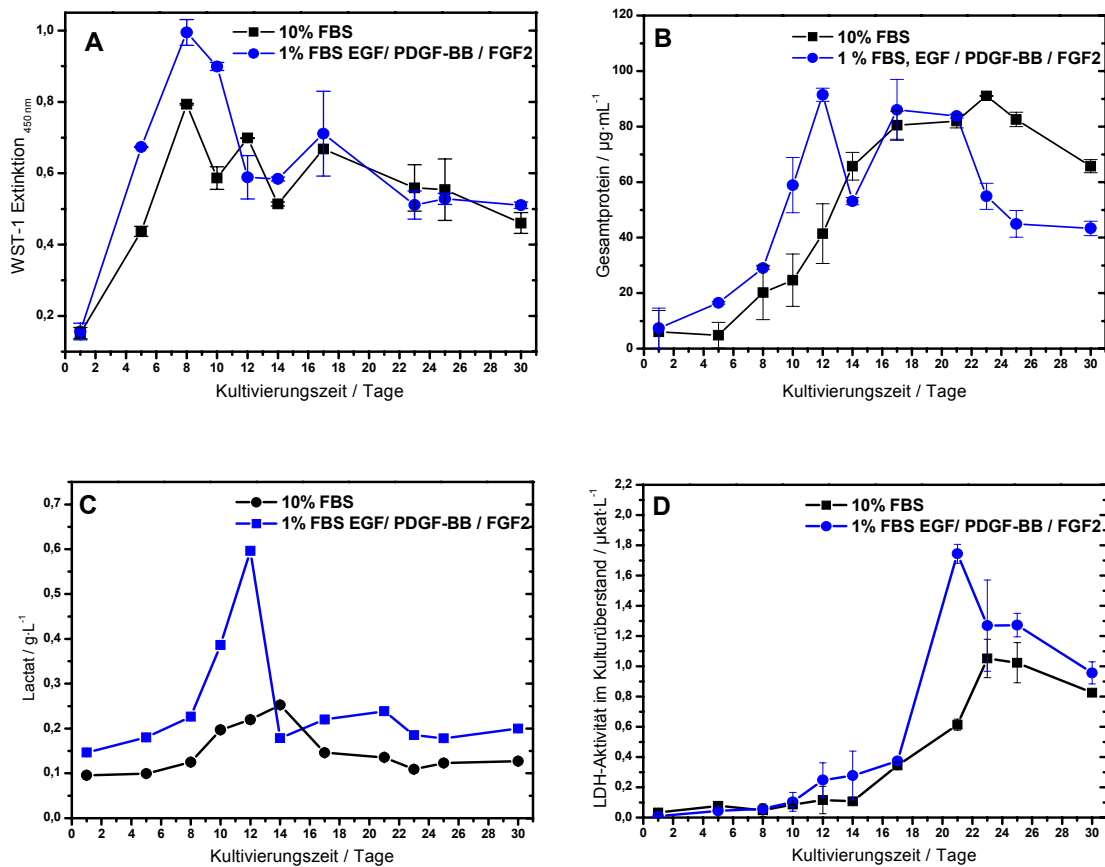 A
10% FBS
1% FBS EGF/ PDGF-BB / FGF2
1,0
0,8
0,6
0,4
0,2
WST-1 Extinktion 450 nm
0 2 4 6 8 10 12 14 16 18 20 22 24 26 28 30
Kultivierungszeit / Tage
B
10% FBS
1 % FBS, EGF / PDGF-BB / FGF2
120
100
80
60
40
20
0
Gesamtprotein / µg·mL⁻¹
0 2 4 6 8 10 12 14 16 18 20 22 24 26 28 30
Kultivierungszeit / Tage
C
10% FBS
1% FBS EGF/ PDGF-BB / FGF2
0,7
0,6
0,5
0,4
0,3
0,2
0,1
0,0
Lactat / g·L⁻¹
0 2 4 6 8 10 12 14 16 18 20 22 24 26 28 30
Kultivierungszeit / Tage
D
10% FBS
1% FBS EGF/ PDGF-BB / FGF2
2,2
2,0
1,8
1,6
1,4
1,2
1,0
0,8
0,6
0,4
0,2
0,0
LDH-Aktivität im Kulturüberstand / µkat·L⁻¹
0 2 4 6 8 10 12 14 16 18 20 22 24 26 28 30
Kultivierungszeit / Tage